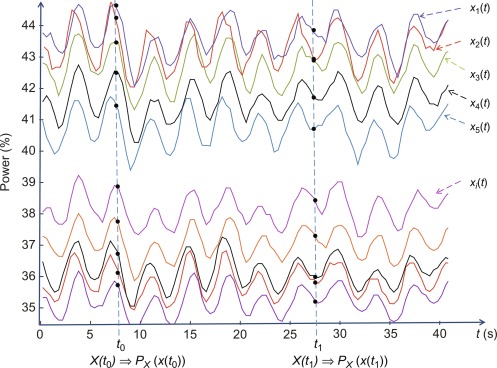 44
43
42
41
40
39
38
37
36
35
Power (%)
x₁(t)
x₂(t)
x₃(t)
x₄(t)
x₅(t)
xᵢ(t)
0 5 10 15 20 25 30 35 40 t (s)
t₀ t₁
X(t₀) ⇒ Pₓ (x(t₀)) X(t₁) ⇒ Pₓ (x(t₁))